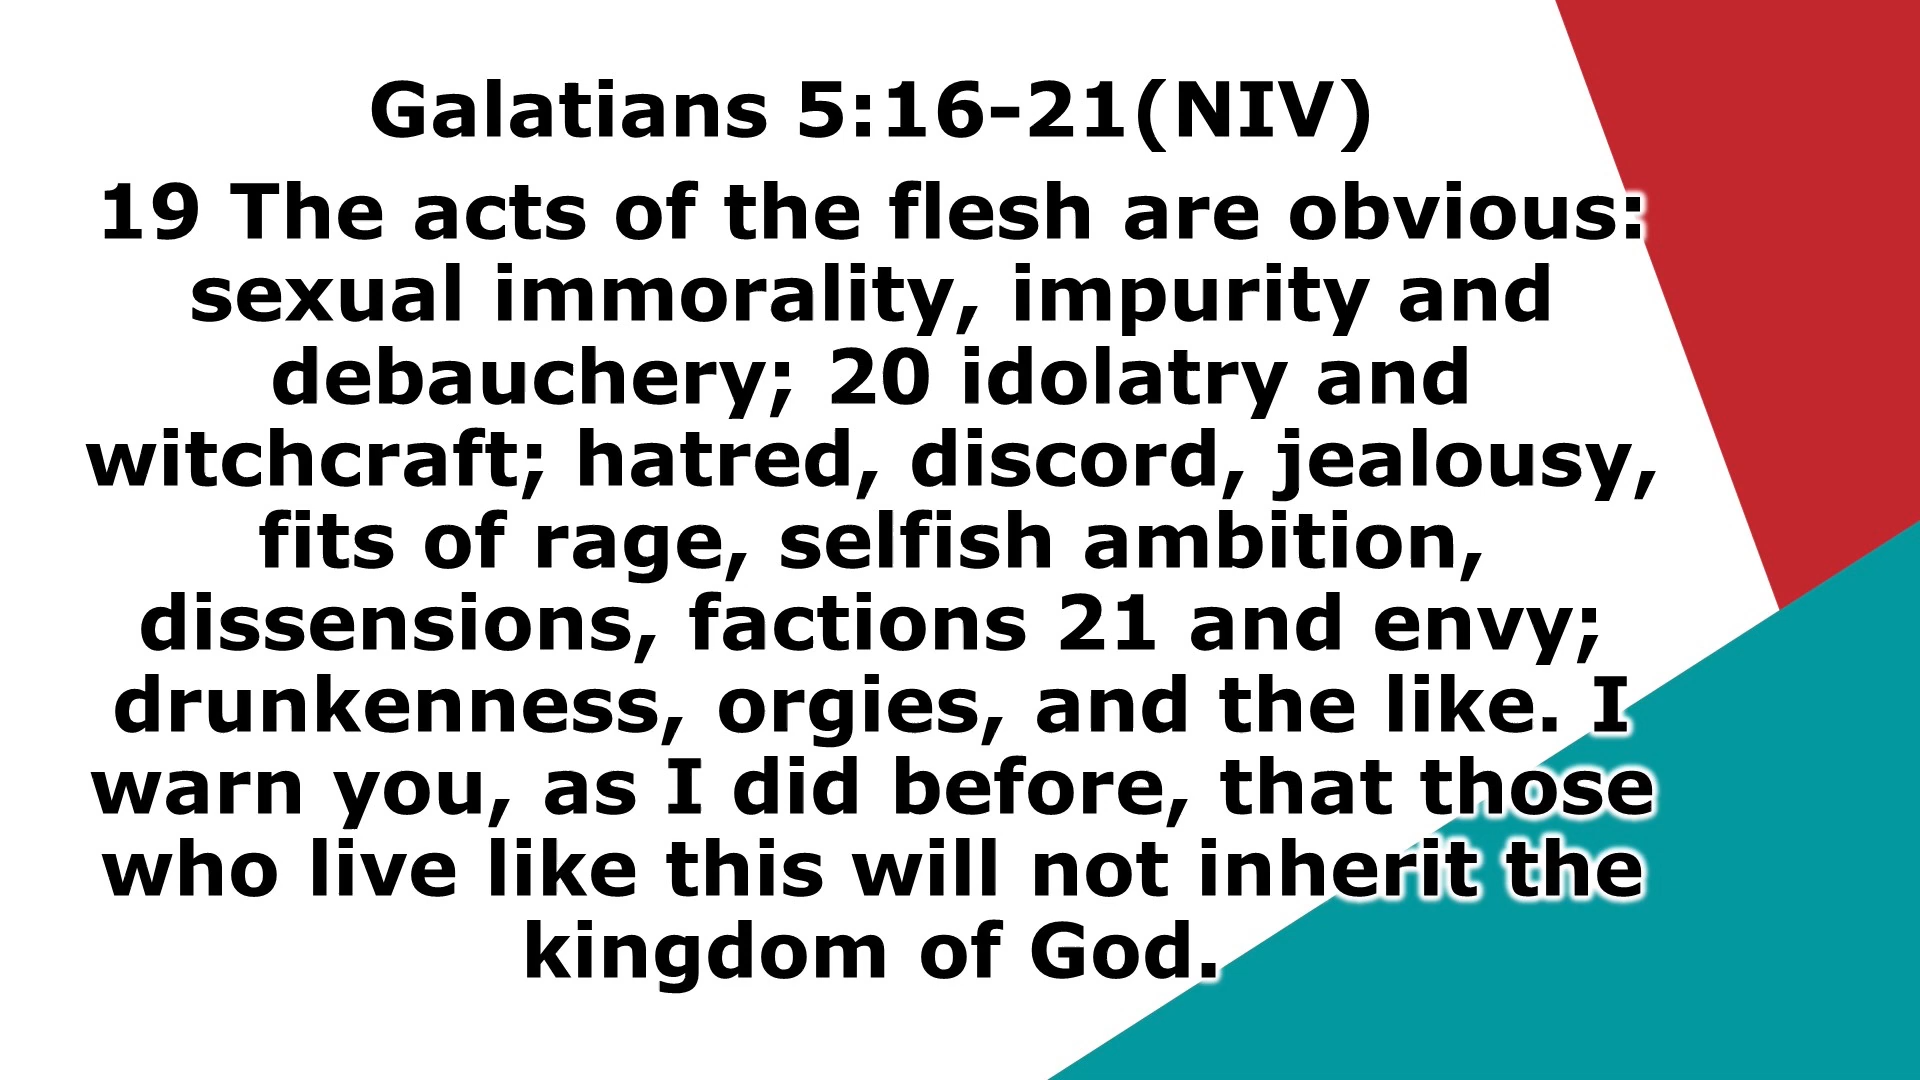 Galatians 5:16-21(NIV)
19 The acts of the flesh are obvious:
sexual immorality, impurity and
debauchery; 20 idolatry and
witchcraft; hatred, discord, jealousy,
fits of rage, selfish ambition,
dissensions, factions 21 and envy;
drunkenness, orgies, and the like. I
warn you, as I did before, that those
who live like this will not inherit the
kingdom of God.